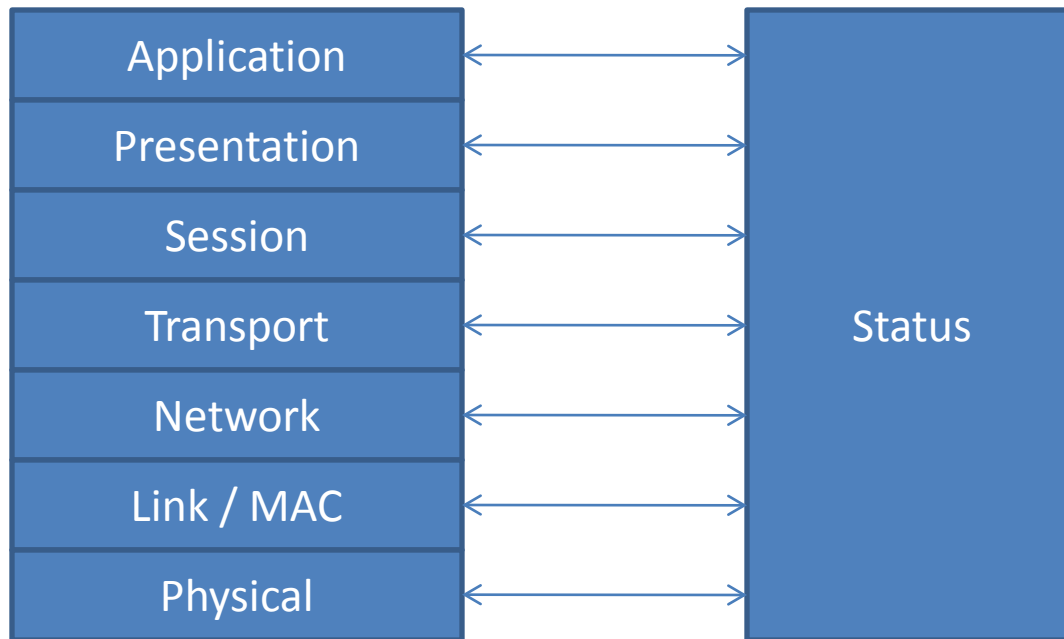 Application
Presentation
Session
Transport
Network
Link / MAC
Physical
Status